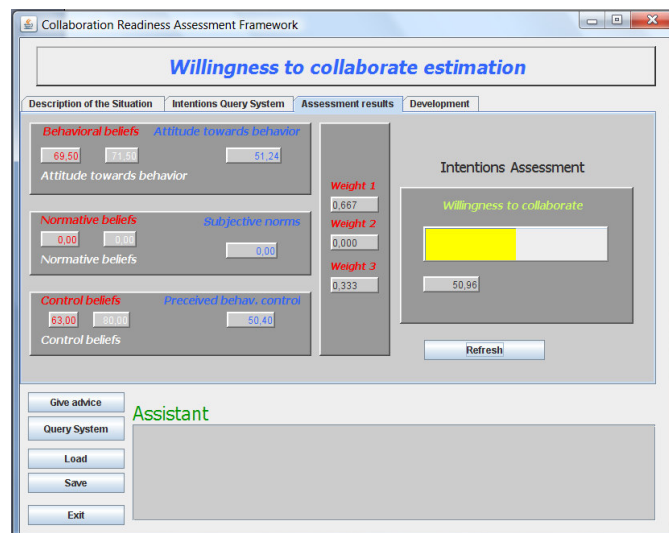 Collaboration Readiness Assessment Framework
Willingness to collaborate estimation
Description of the Situation Intentions Query System Assessment results Development
Behavioral beliefs Attitude towards behavior
69,50 71,50 51,24
Attitude towards behavior
Normative beliefs Subjective norms
0,00 0,00 0,00
Normative beliefs
Control beliefs Preceived behav. control
63,00 80,00 50,40
Control beliefs
Weight 1
0,667
Weight 2
0,000
Weight 3
0,333
Intentions Assessment
Willingness to collaborate
50,96
Refresh
Give advice
Query System
Load
Save
Exit
Assistant